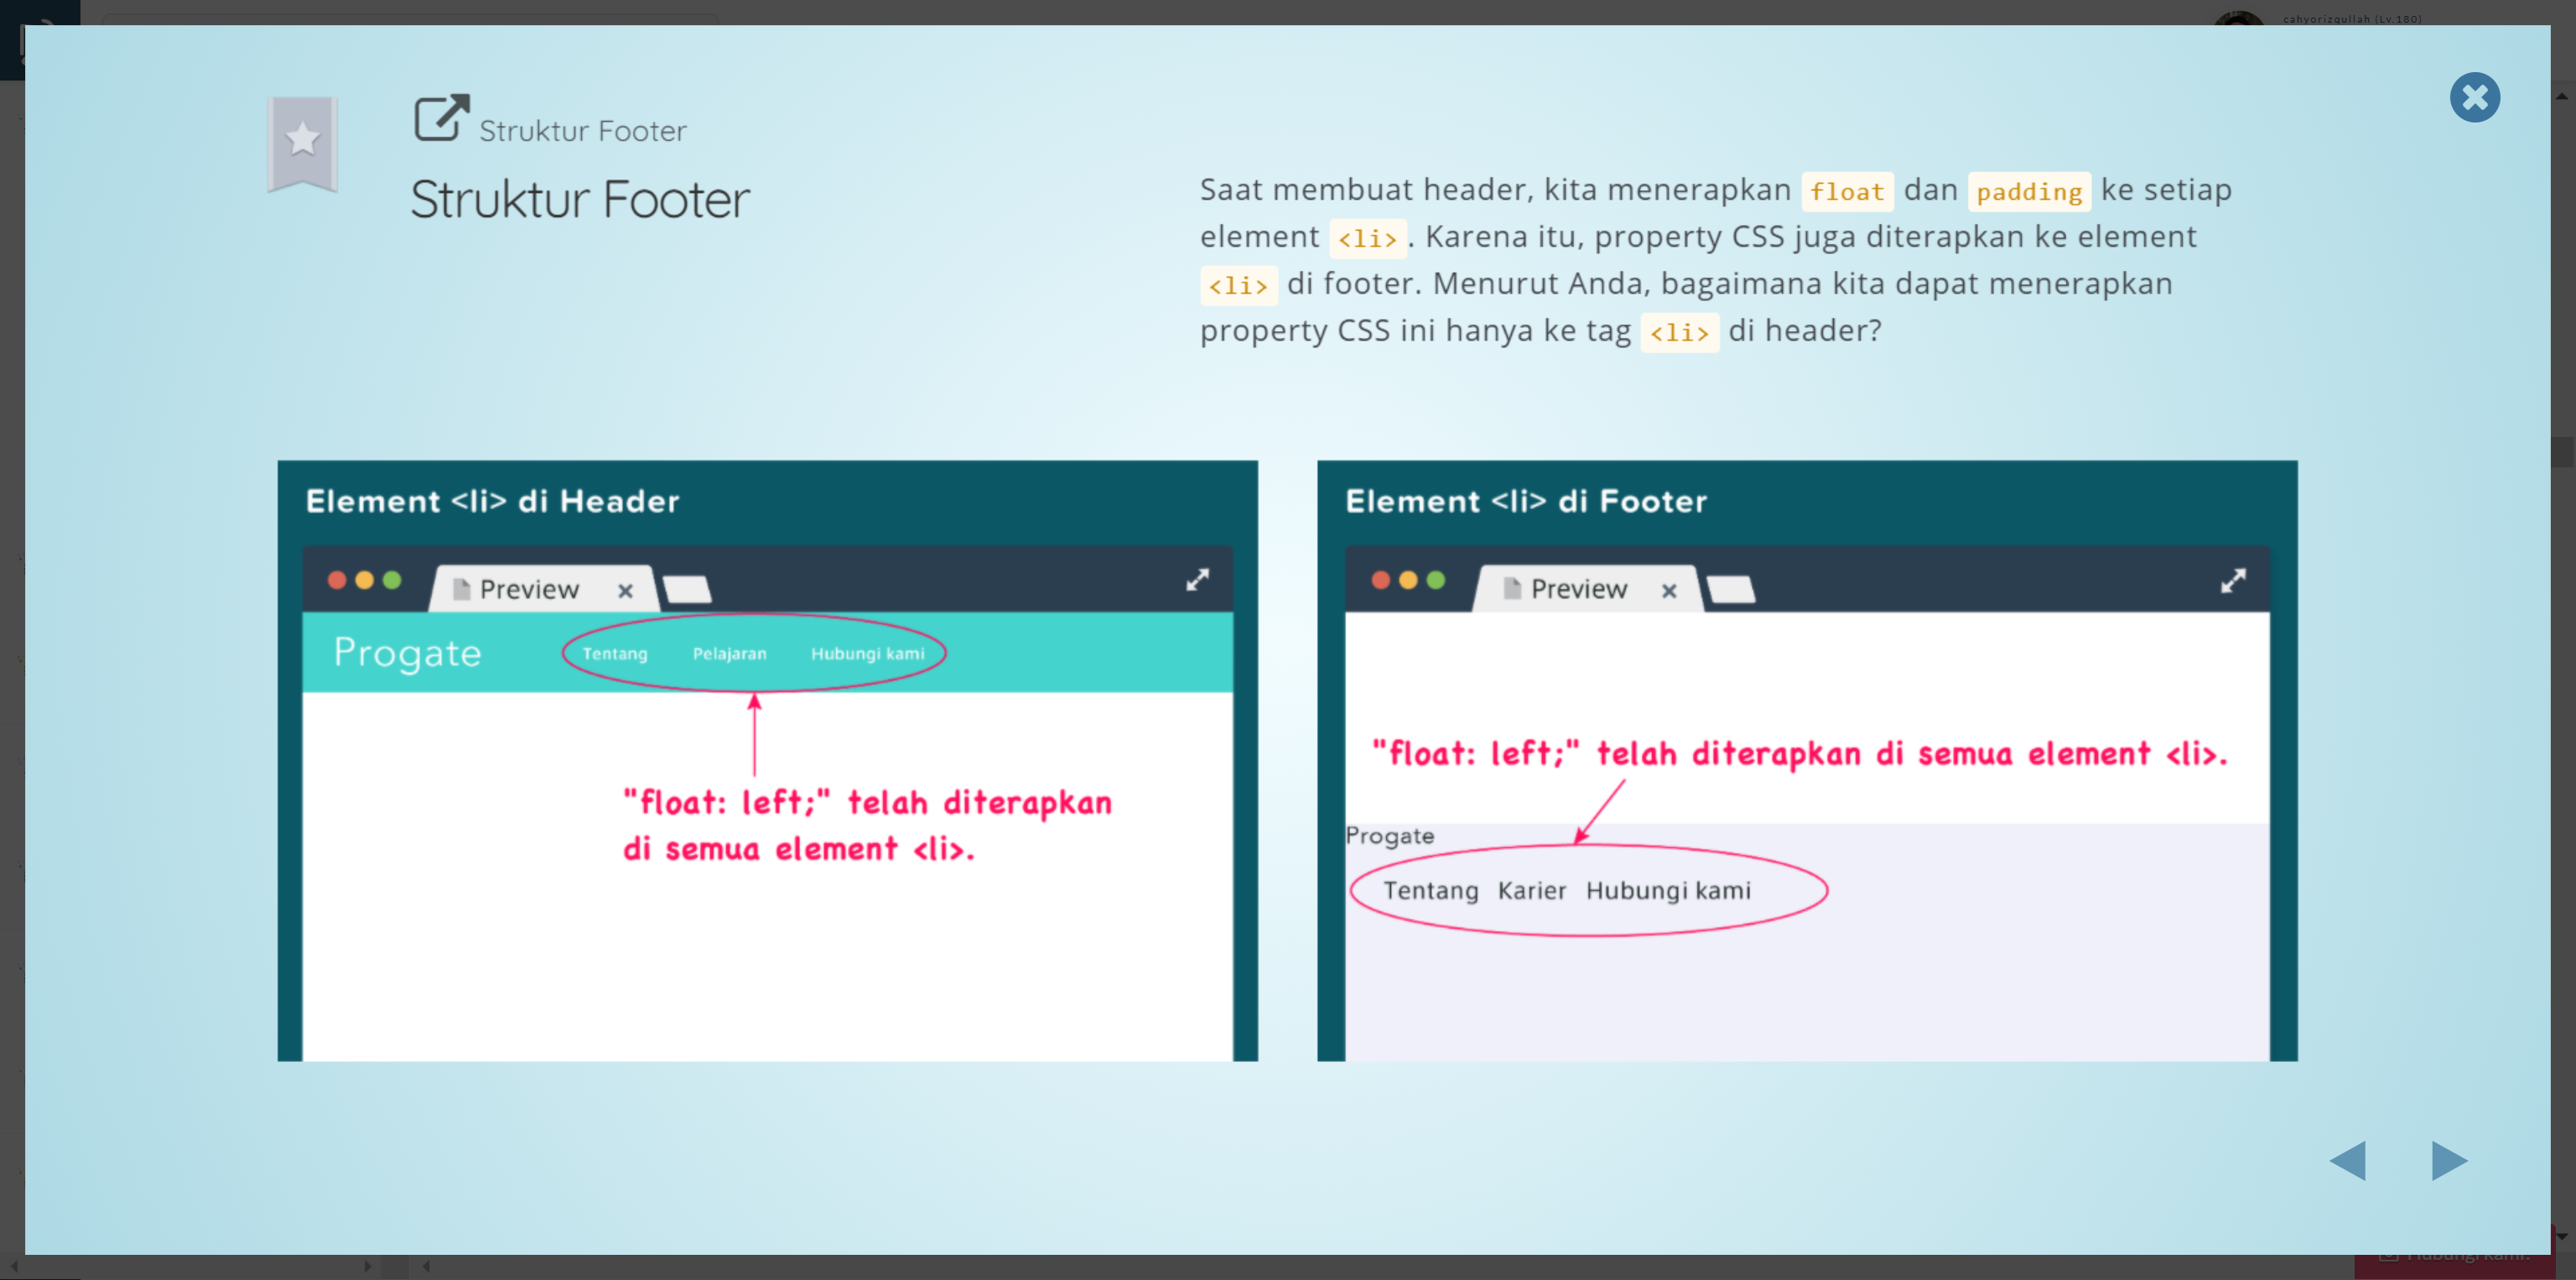 cahyorizqullah (Lv.180)
Struktur Footer
Struktur Footer
Saat membuat header, kita menerapkan float dan padding ke setiap
element <li>. Karena itu, property CSS juga diterapkan ke element
<li> di footer. Menurut Anda, bagaimana kita dapat menerapkan
property CSS ini hanya ke tag <li> di header?
Element <li> di Header
Preview
Progate
Tentang Pelajaran Hubungi kami
"float: left;" telah diterapkan
di semua element <li>.
Element <li> di Footer
Preview
"float: left;" telah diterapkan di semua element <li>.
Progate
Tentang Karier Hubungi kami
Hubungi kami